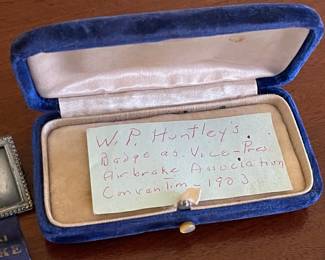 W. P. Huntley's
Badge as Vice-Pres
Airbrake Association
Convention - 1903